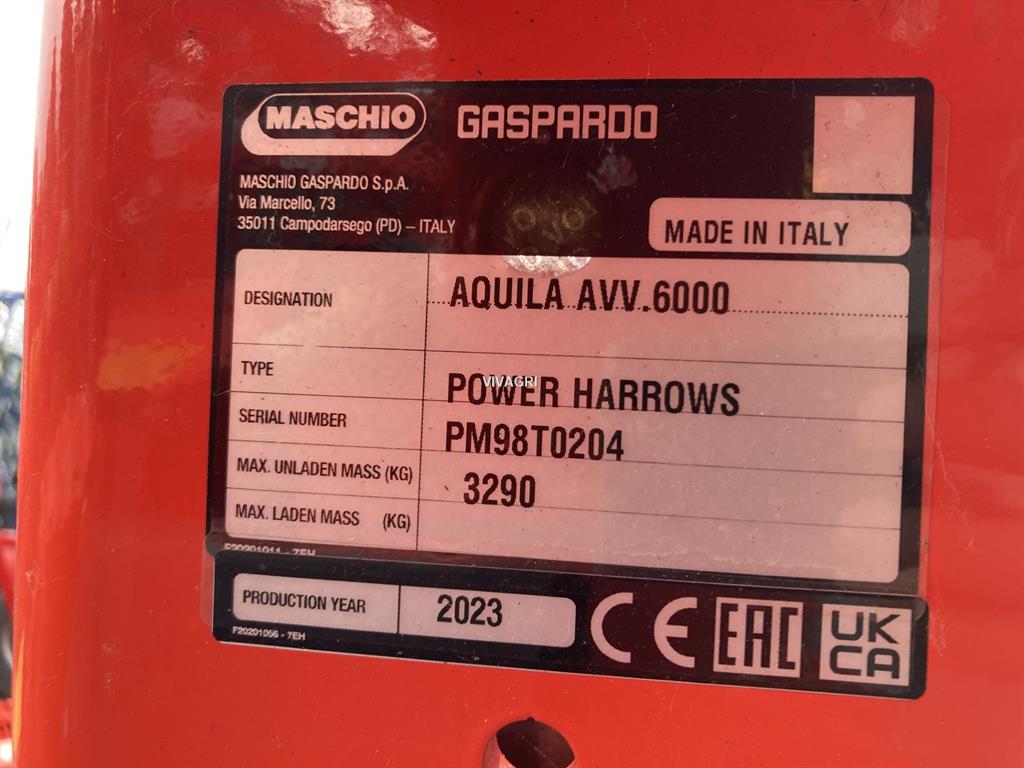 MASCHIO GASPARDO
MASCHIO GASPARDO S.p.A.
Via Marcello, 73
35011 Campodarsego (PD) – ITALY
MADE IN ITALY
DESIGNATION AQUILA AVV.6000
TYPE POWER HARROWS
VIVAGRI
SERIAL NUMBER PM98T0204
MAX. UNLADEN MASS (KG) 3290
MAX. LADEN MASS (KG)
F20201011 - 7EH
PRODUCTION YEAR 2023
F20201056 - 7EH
CE EAC UK
CA